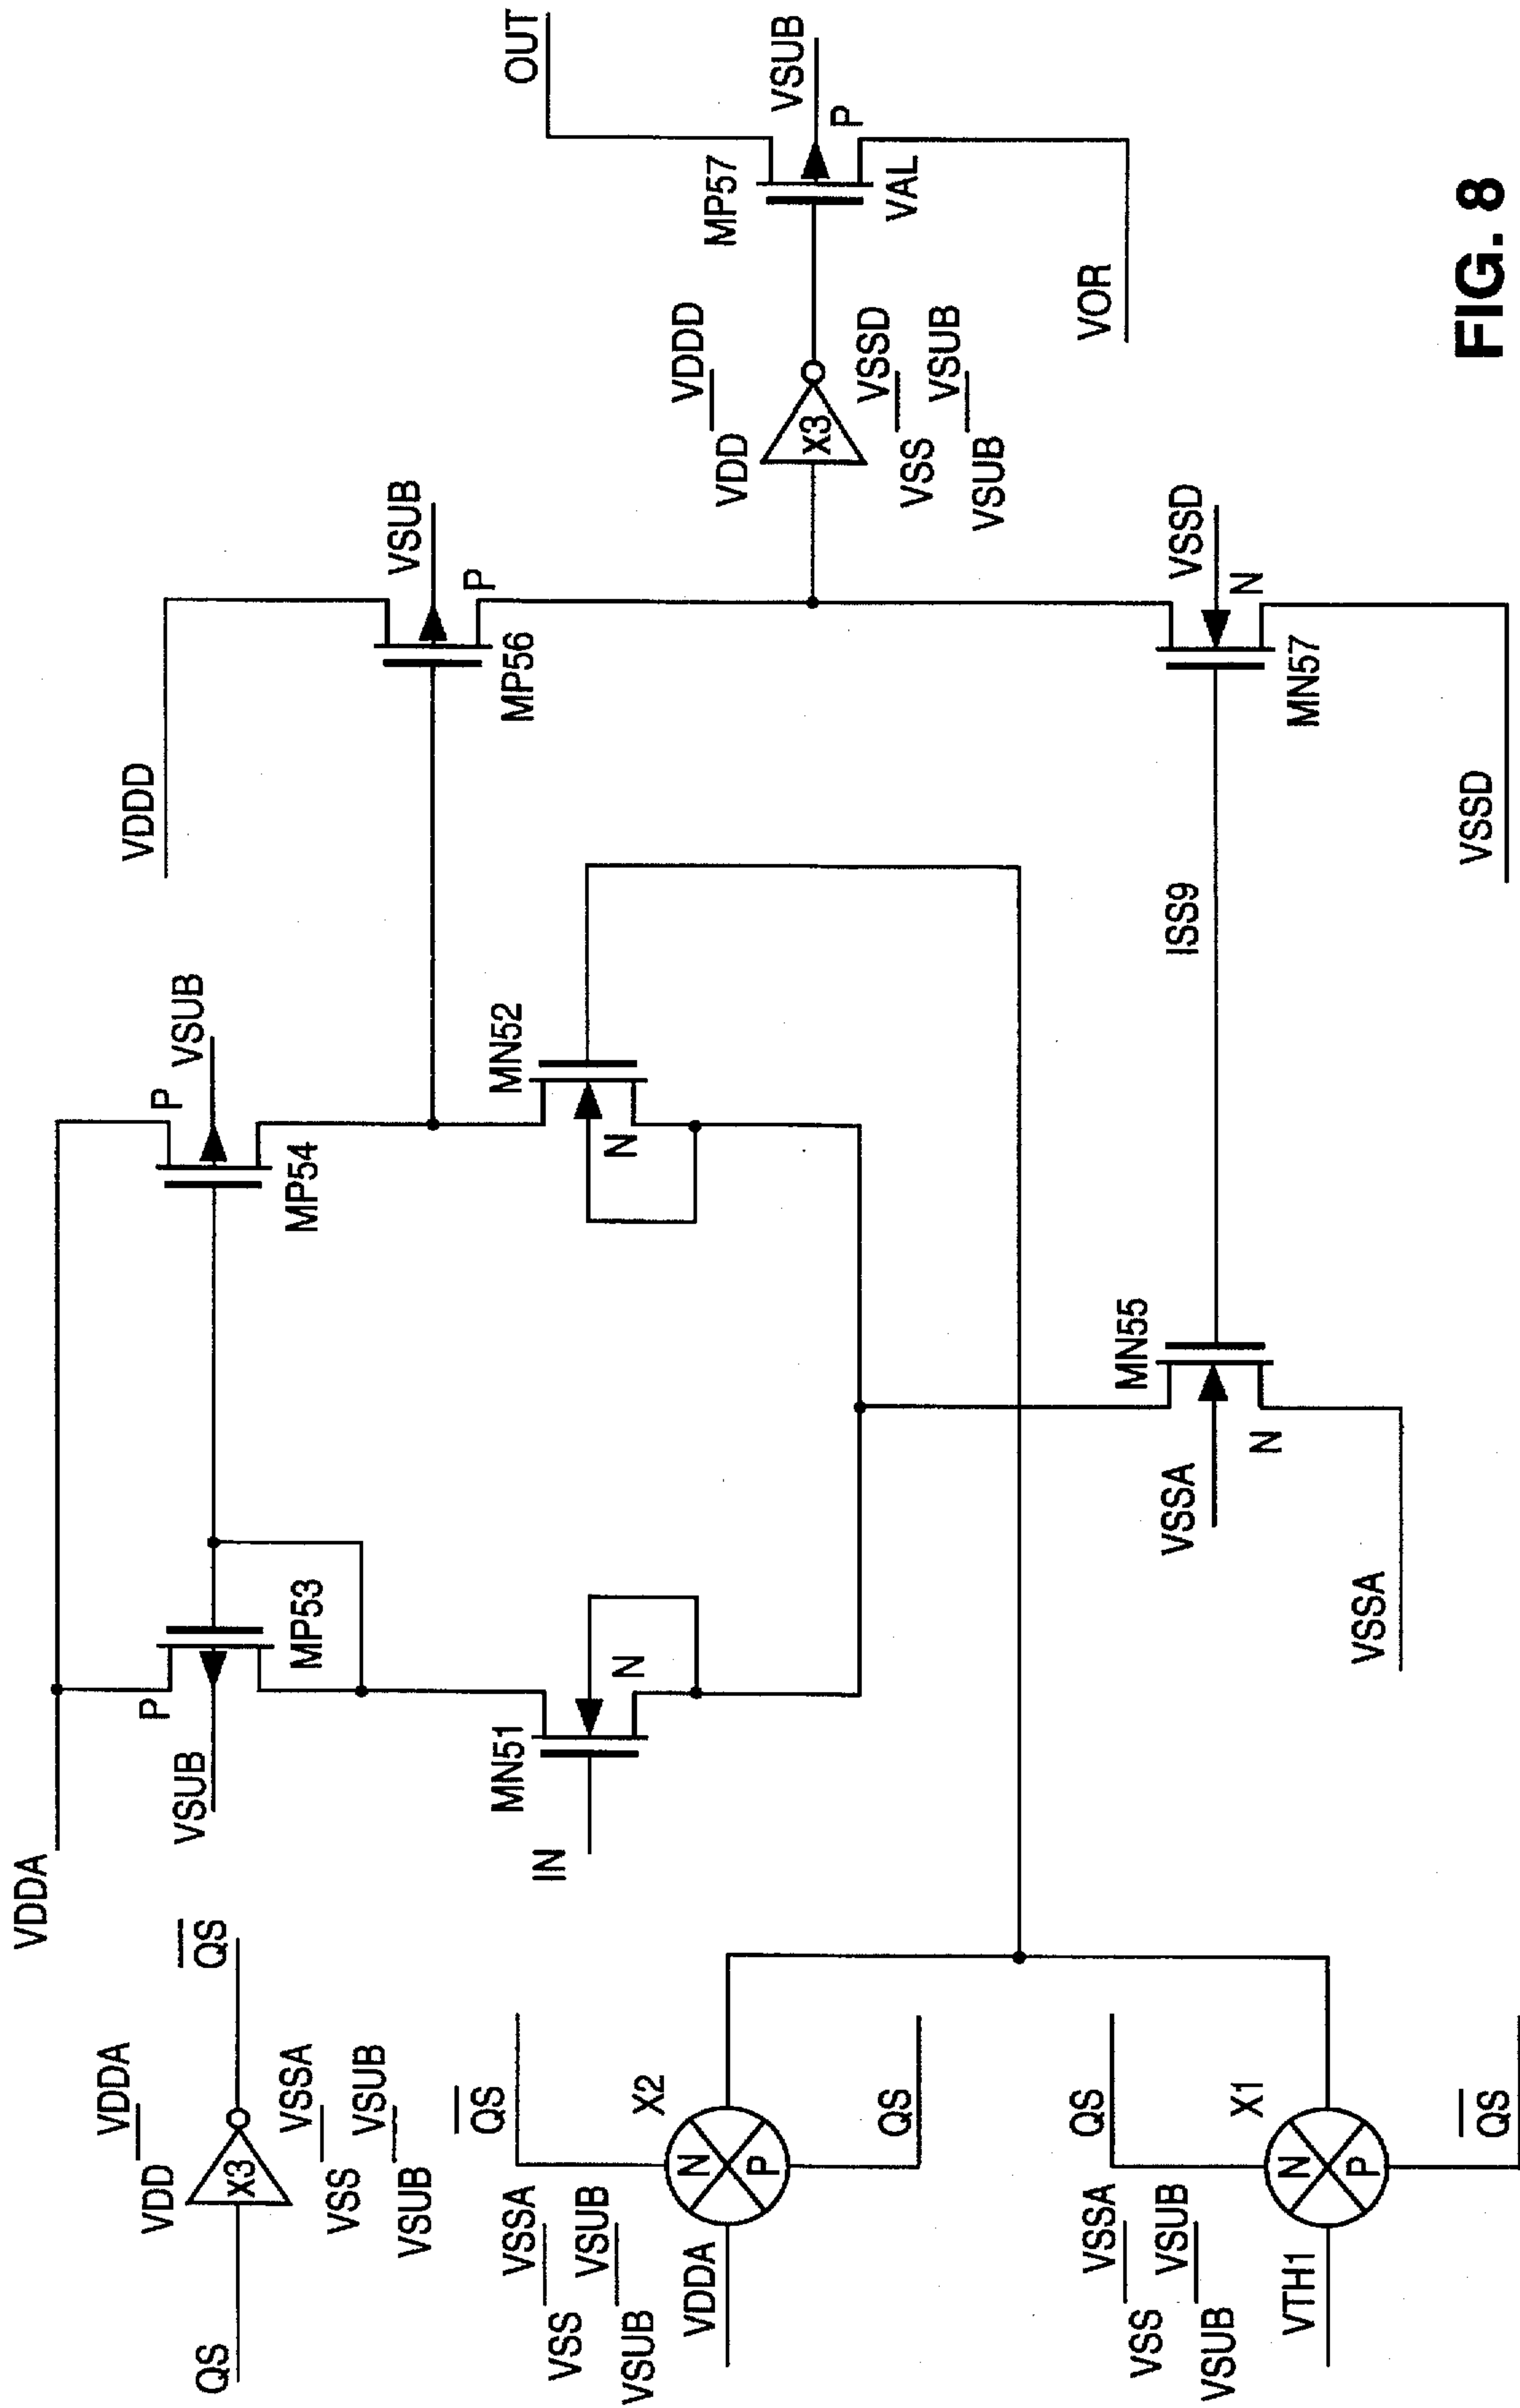 VDDA
P
VSUB
MP53
P
VSUB
MP54
VDDD
VSUB
P
MP56
OUT
MP57
VSUB
P
VAL
VOR
IN
MN51
N
MN52
N
VDD VDDD
X3
VSS VSSD
VSUB VSUB
QS
VDD VDDA
X3
QS
VSS VSSA
VSUB VSUB
QS
X2
VSS VSSA
VSUB VSUB
VDDA
N
P
QS
QS
X1
VSS VSSA
VSUB VSUB
VTH1
N
P
QS
MN55
VSSA
N
VSSA
ISS9
VSSD
N
MN57
VSSD
FIG. 8